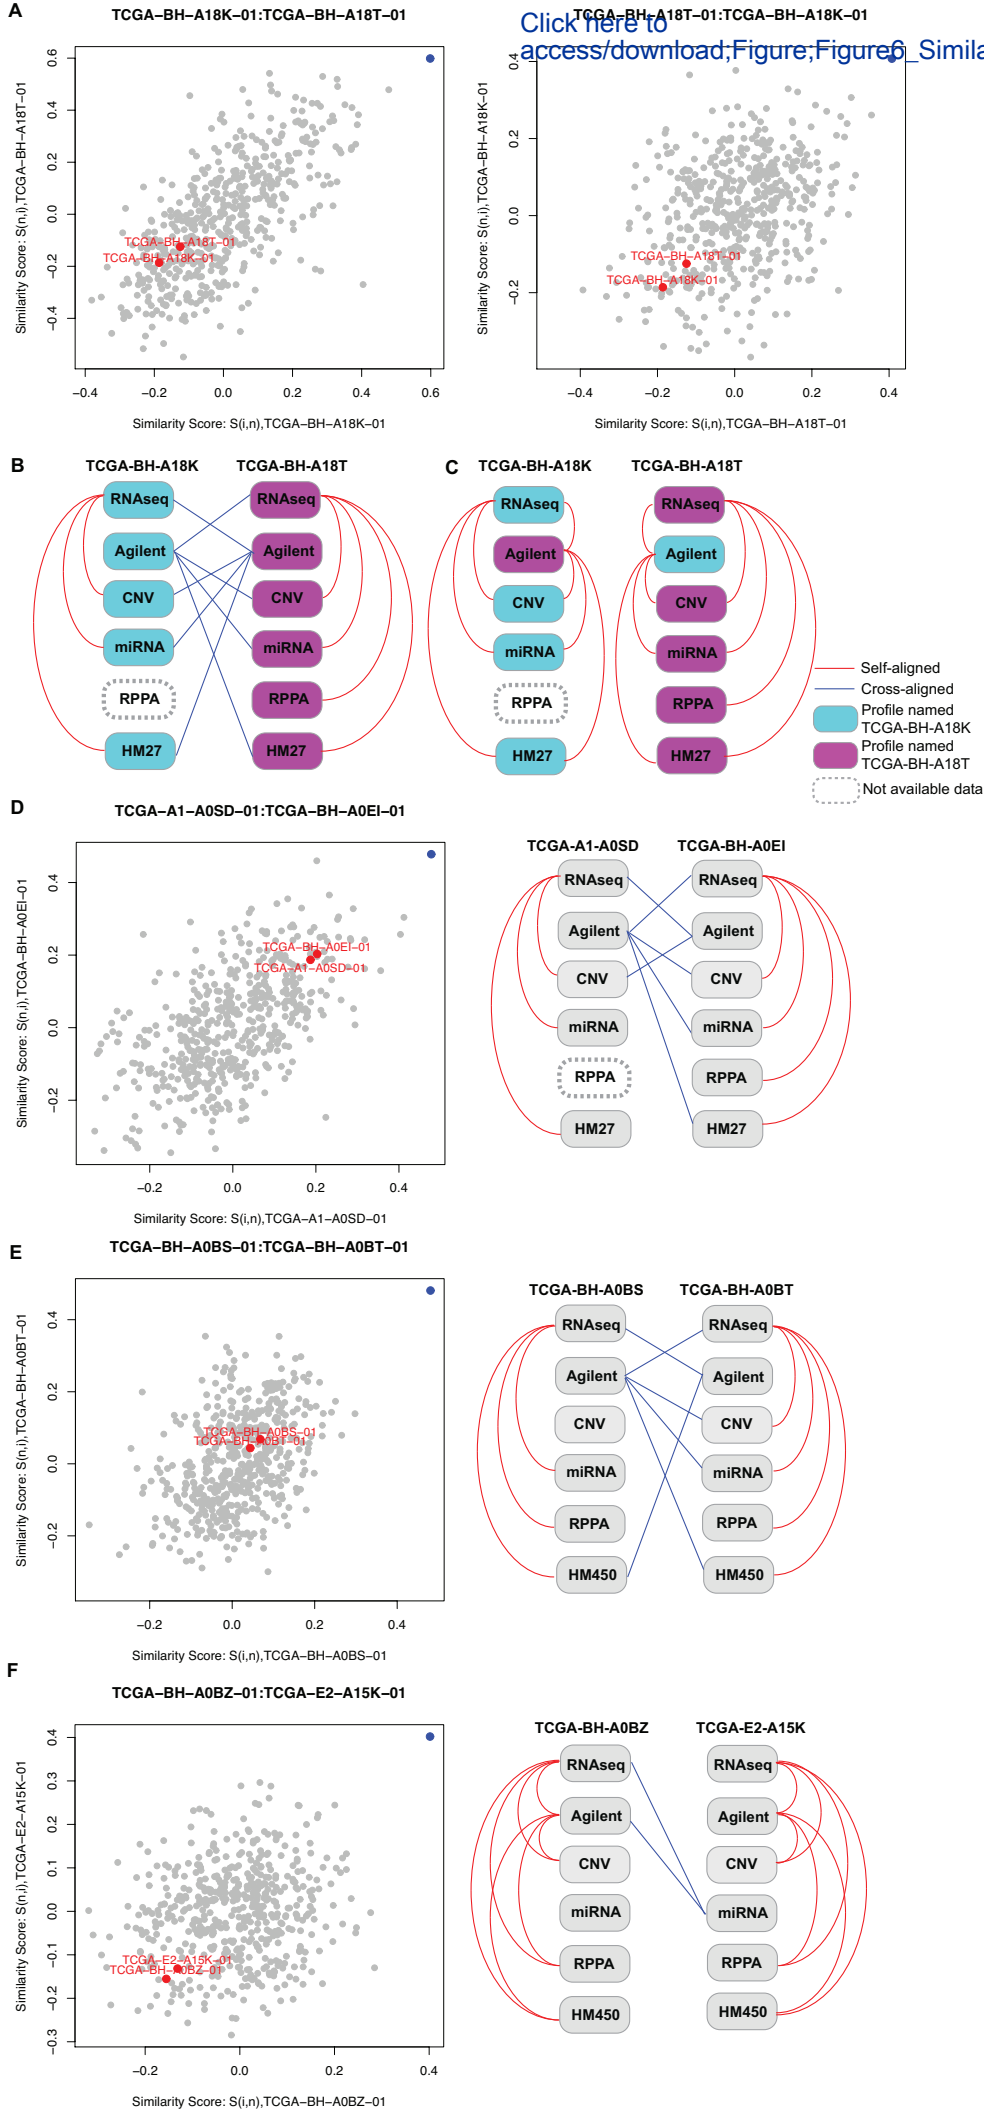 A
TCGA−BH−A18K−01:TCGA−BH−A18T−01
TCGA−BH−A18T−01:TCGA−BH−A18K−01
Click here to
access/download;Figure;Figure6_Simila
Similarity Score: S(n,i),TCGA−BH−A18T−01
0.6
0.4
0.2
0.0
−0.2
−0.4
TCGA−BH−A18T−01
TCGA−BH−A18K−01
−0.4 −0.2 0.0 0.2 0.4 0.6
Similarity Score: S(i,n),TCGA−BH−A18K−01
Similarity Score: S(n,i),TCGA−BH−A18K−01
0.4
0.2
0.0
−0.2
TCGA−BH−A18T−01
TCGA−BH−A18K−01
−0.4 −0.2 0.0 0.2 0.4
Similarity Score: S(i,n),TCGA−BH−A18T−01
B
TCGA-BH-A18K TCGA-BH-A18T
RNAseq RNAseq
Agilent Agilent
CNV CNV
miRNA miRNA
RPPA RPPA
HM27 HM27
C
TCGA-BH-A18K TCGA-BH-A18T
RNAseq RNAseq
Agilent Agilent
CNV CNV
miRNA miRNA
RPPA RPPA
HM27 HM27
Self-aligned
Cross-aligned
Profile named
TCGA-BH-A18K
Profile named
TCGA-BH-A18T
Not available data
D
TCGA−A1−A0SD−01:TCGA−BH−A0EI−01
Similarity Score: S(n,i),TCGA−BH−A0EI−01
0.4
0.2
0.0
−0.2
TCGA−BH−A0EI−01
TCGA−A1−A0SD−01
−0.2 0.0 0.2 0.4
Similarity Score: S(i,n),TCGA−A1−A0SD−01
TCGA-A1-A0SD TCGA-BH-A0EI
RNAseq RNAseq
Agilent Agilent
CNV CNV
miRNA miRNA
RPPA RPPA
HM27 HM27
E
TCGA−BH−A0BS−01:TCGA−BH−A0BT−01
Similarity Score: S(n,i),TCGA−BH−A0BT−01
0.4
0.2
0.0
−0.2
TCGA−BH−A0BS−01
TCGA−BH−A0BT−01
−0.2 0.0 0.2 0.4
Similarity Score: S(i,n),TCGA−BH−A0BS−01
TCGA-BH-A0BS TCGA-BH-A0BT
RNAseq RNAseq
Agilent Agilent
CNV CNV
miRNA miRNA
RPPA RPPA
HM450 HM450
F
TCGA−BH−A0BZ−01:TCGA−E2−A15K−01
Similarity Score: S(n,i),TCGA−E2−A15K−01
0.4
0.3
0.2
0.1
0.0
−0.1
−0.2
−0.3
TCGA−E2−A15K−01
TCGA−BH−A0BZ−01
−0.2 0.0 0.2 0.4
Similarity Score: S(i,n),TCGA−BH−A0BZ−01
TCGA-BH-A0BZ TCGA-E2-A15K
RNAseq RNAseq
Agilent Agilent
CNV CNV
miRNA miRNA
RPPA RPPA
HM450 HM450